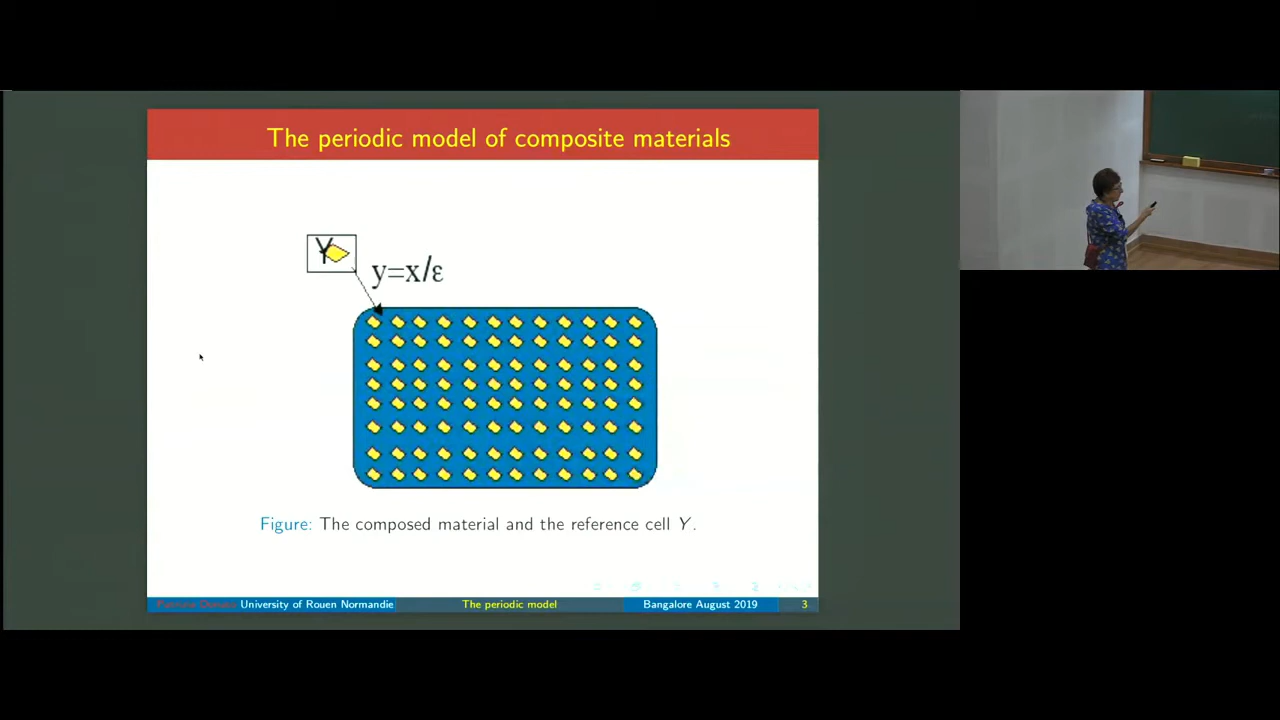 The periodic model of composite materials
Y
y=x/ε
Figure: The composed material and the reference cell Y.
University of Rouen Normandie The periodic model Bangalore August 2019 3